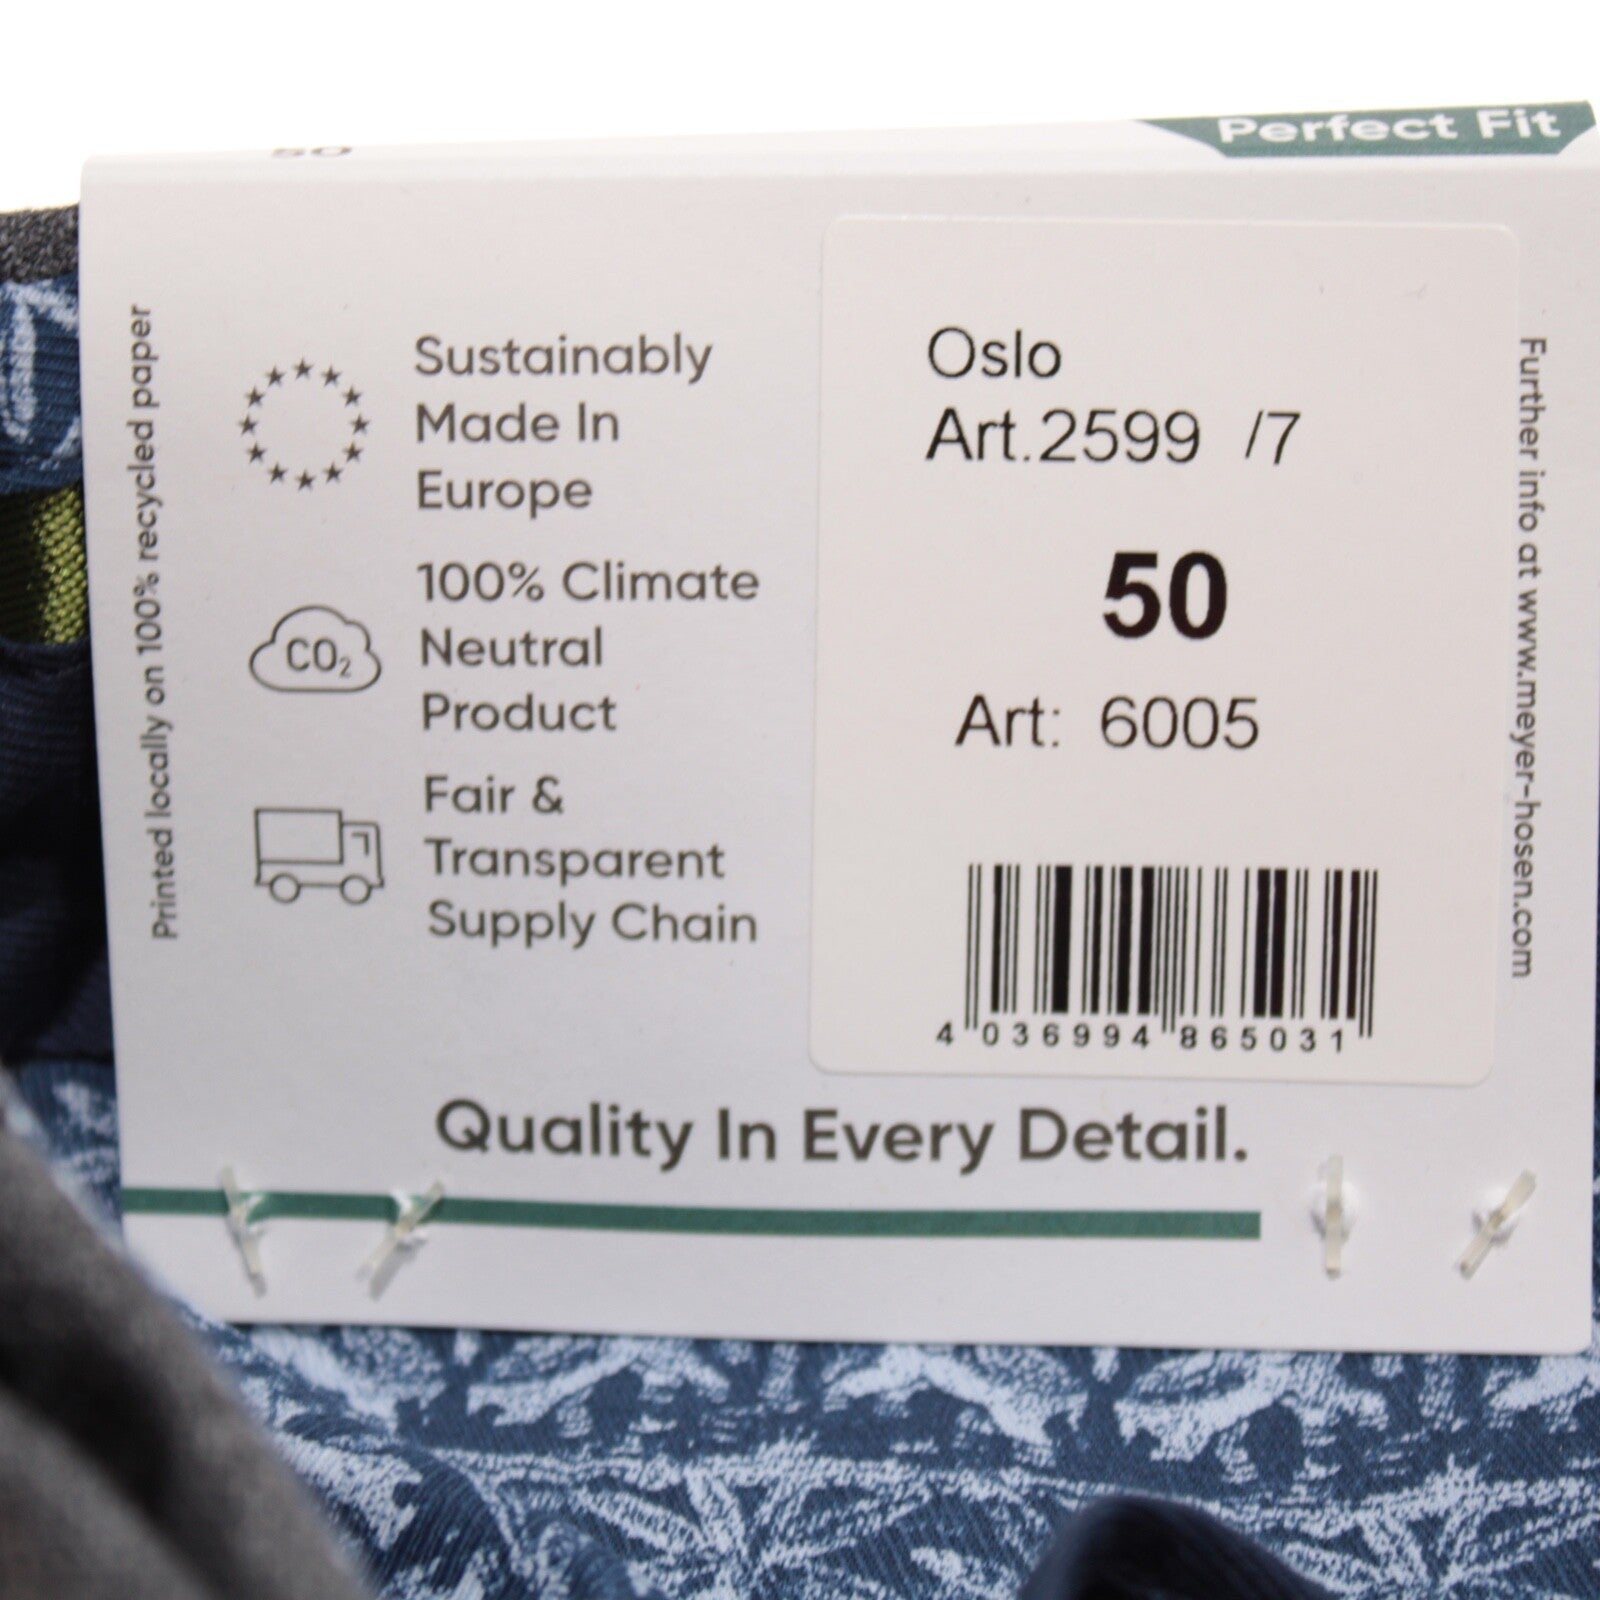 50
Perfect Fit
Printed locally on 100% recycled paper
Sustainably
Made In
Europe
CO₂
100% Climate
Neutral
Product
Fair &
Transparent
Supply Chain
Oslo
Art.2599 /7
50
Art: 6005
4 036994 865031
Further info at www.meyer-hosen.com
Quality In Every Detail.